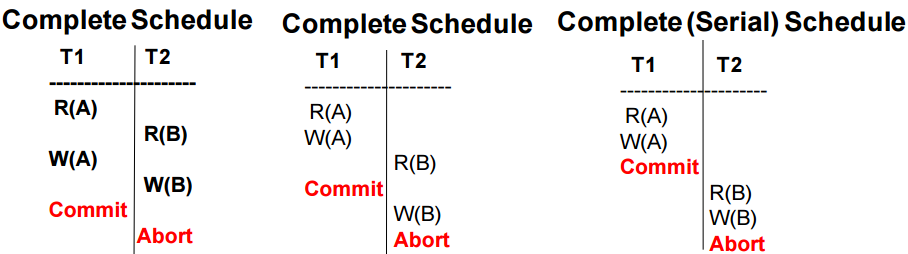 Complete Schedule
T1 T2
R(A)
R(B)
W(A)
W(B)
Commit
Abort
Complete Schedule
T1 T2
R(A)
W(A)
R(B)
Commit
W(B)
Abort
Complete (Serial) Schedule
T1 T2
R(A)
W(A)
Commit
R(B)
W(B)
Abort